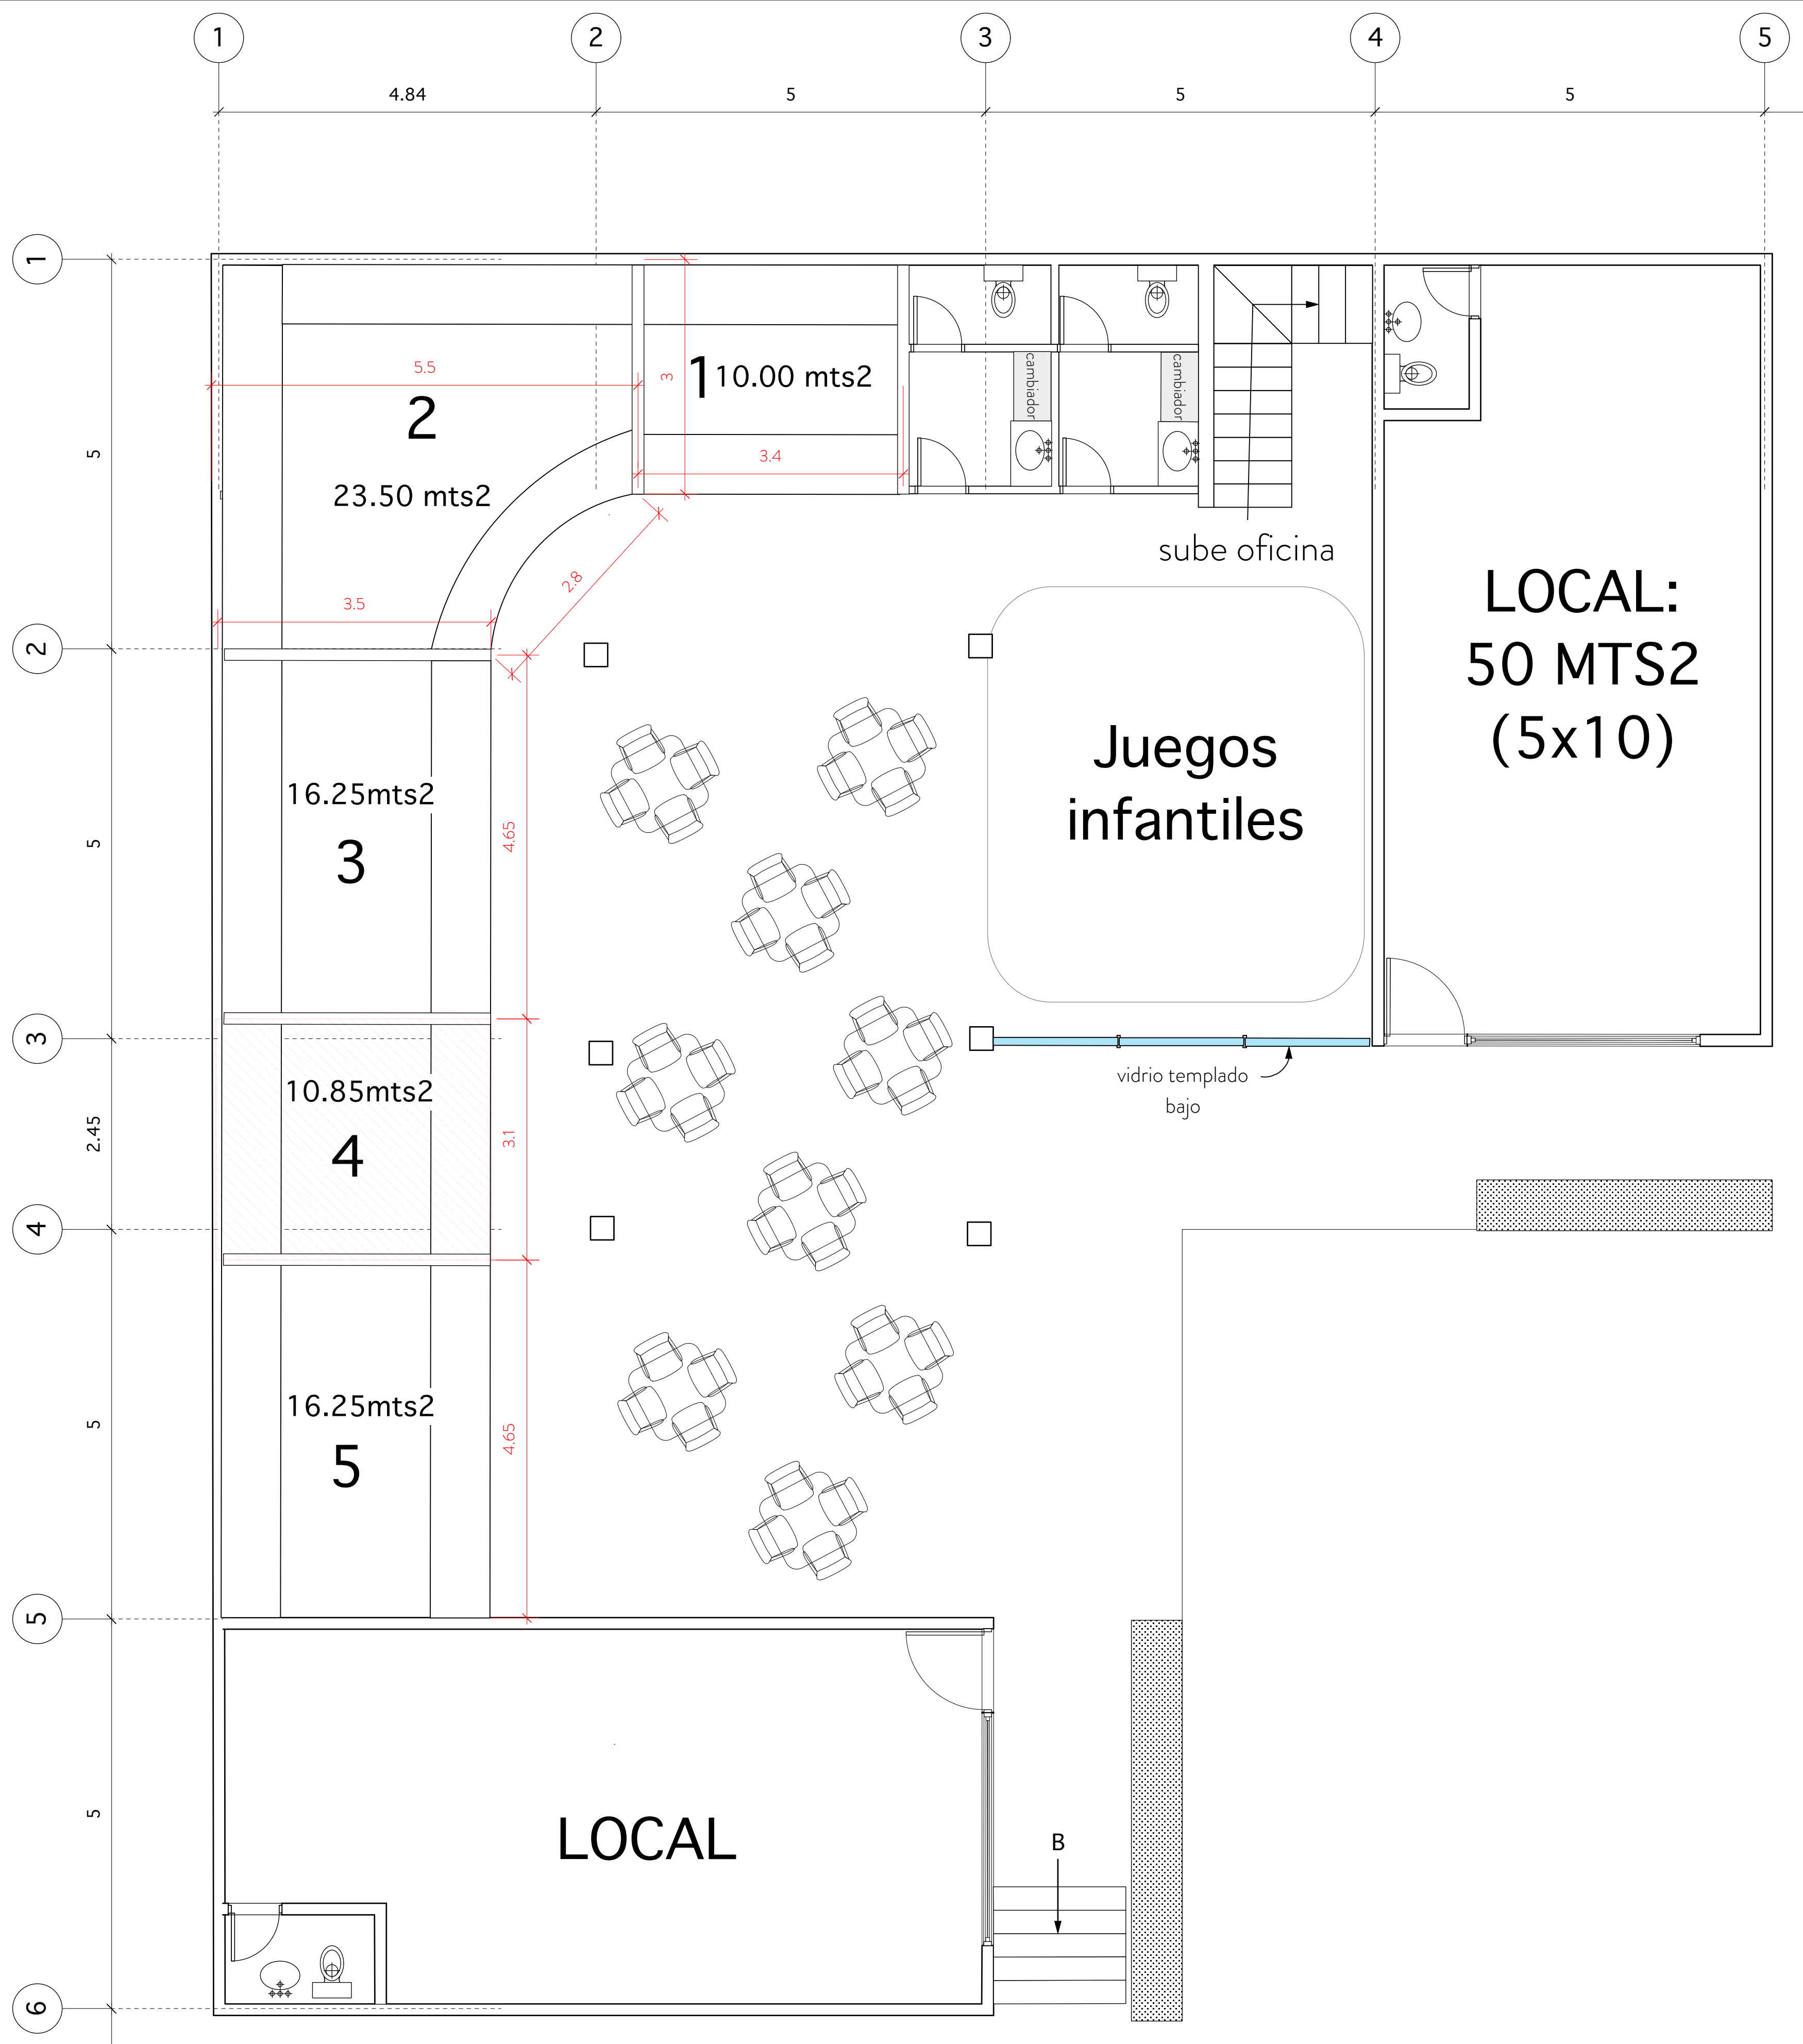 1 2 3 4 5
4.84 5 5 5
1
5
2
5
3
2.45
4
5
5
5
6
5.5
2
23.50 mts2
3.5
3
1 10.00 mts2
3.4
2.8
cambiador
cambiador
sube oficina
LOCAL:
50 MTS2
(5x10)
Juegos
infantiles
vidrio templado
bajo
16.25mts2
3
4.65
10.85mts2
4
3.1
16.25mts2
5
4.65
LOCAL
B